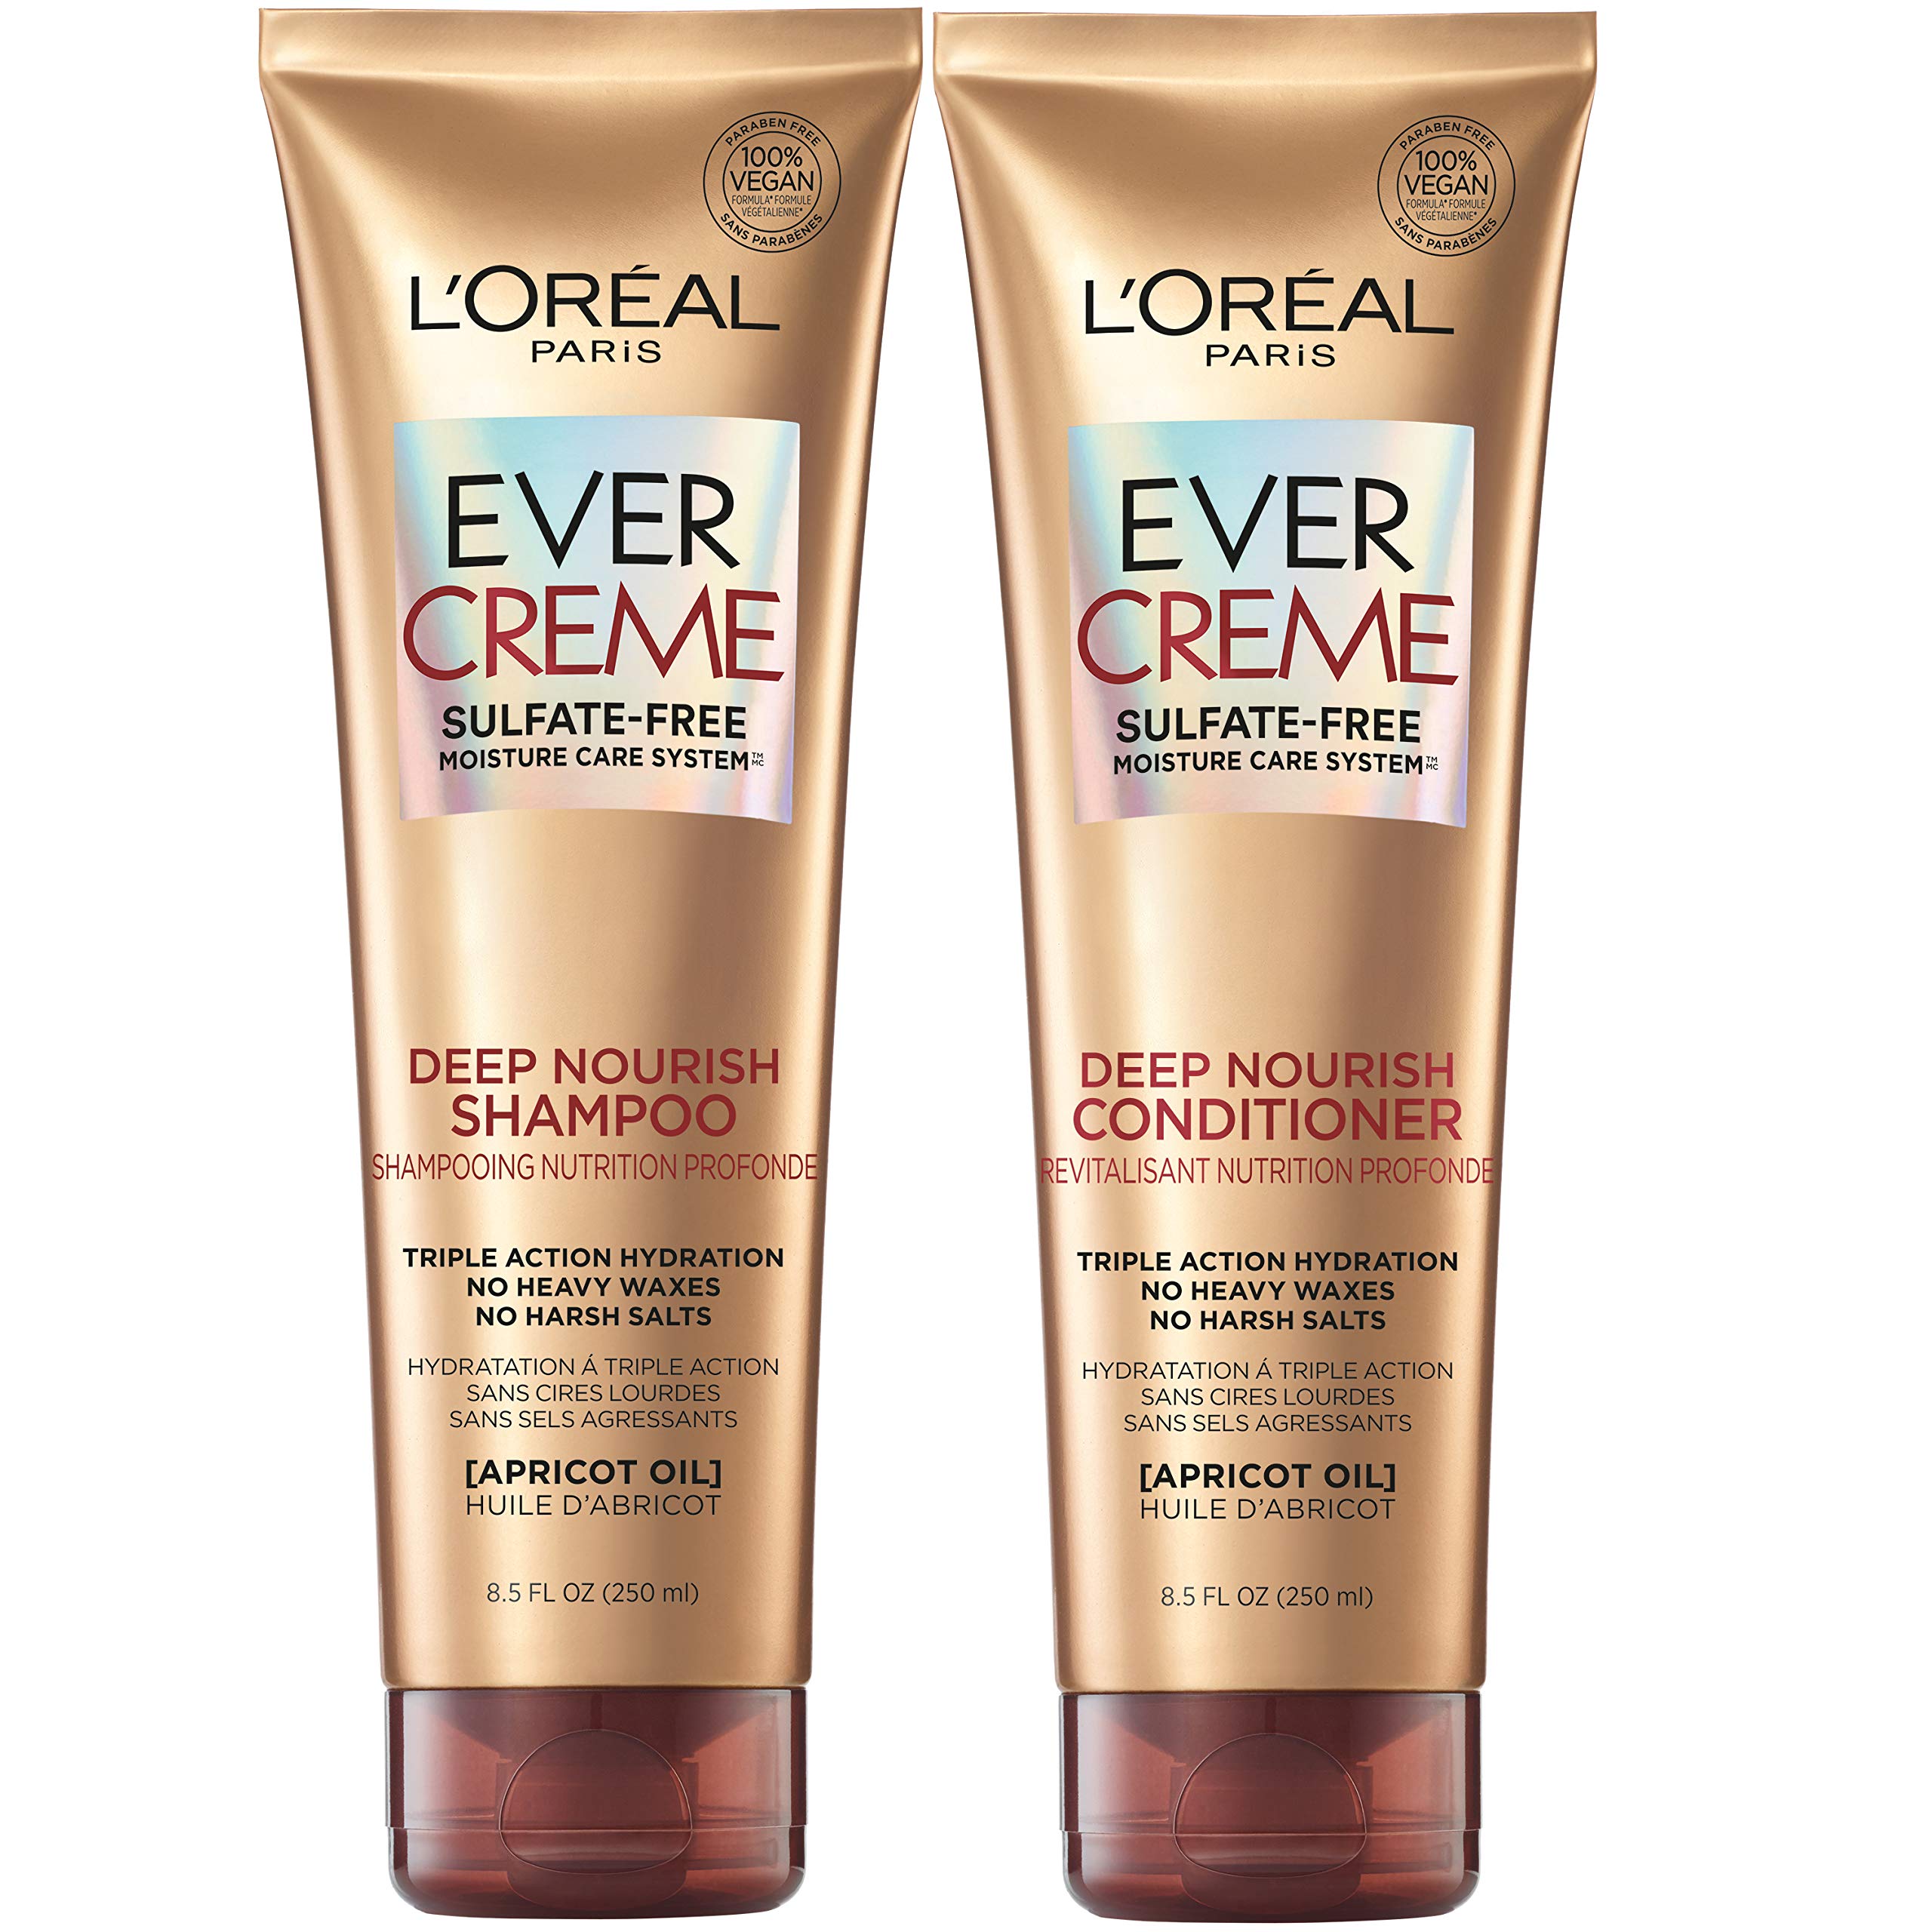 PARABEN FREE
100%
VEGAN
FORMULA* FORMULE
VÉGÉTALIENNE*
SANS PARABÈNES
L'ORÉAL
PARiS
EVER
CREME
SULFATE-FREE
MOISTURE CARE SYSTEM™ MC
DEEP NOURISH
SHAMPOO
SHAMPOOING NUTRITION PROFONDE
TRIPLE ACTION HYDRATION
NO HEAVY WAXES
NO HARSH SALTS
HYDRATATION Á TRIPLE ACTION
SANS CIRES LOURDES
SANS SELS AGRESSANTS
[APRICOT OIL]
HUILE D'ABRICOT
8.5 FL OZ (250 ml)
PARABEN FREE
100%
VEGAN
FORMULA* FORMULE
VÉGÉTALIENNE*
SANS PARABÈNES
L'ORÉAL
PARiS
EVER
CREME
SULFATE-FREE
MOISTURE CARE SYSTEM™ MC
DEEP NOURISH
CONDITIONER
REVITALISANT NUTRITION PROFONDE
TRIPLE ACTION HYDRATION
NO HEAVY WAXES
NO HARSH SALTS
HYDRATATION Á TRIPLE ACTION
SANS CIRES LOURDES
SANS SELS AGRESSANTS
[APRICOT OIL]
HUILE D'ABRICOT
8.5 FL OZ (250 ml)